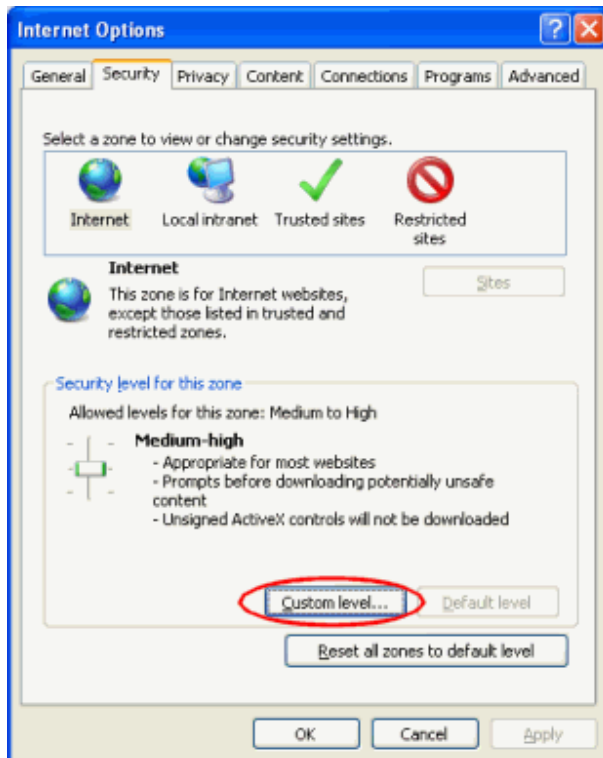 Internet Options
General Security Privacy Content Connections Programs Advanced
Select a zone to view or change security settings.
Internet Local intranet Trusted sites Restricted
sites
Internet
Sites
This zone is for Internet websites,
except those listed in trusted and
restricted zones.
Security level for this zone
Allowed levels for this zone: Medium to High
Medium-high
- Appropriate for most websites
- Prompts before downloading potentially unsafe
content
- Unsigned ActiveX controls will not be downloaded
Custom level... Default level
Reset all zones to default level
OK Cancel Apply